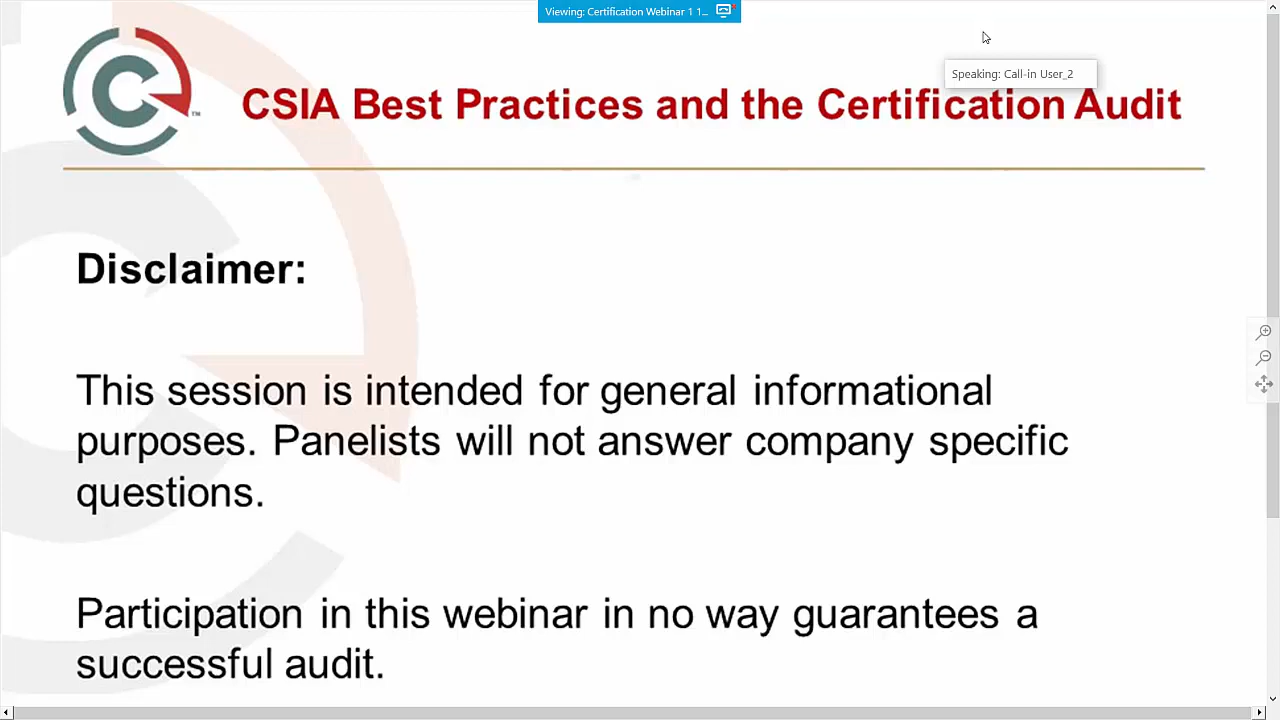 Viewing: Certification Webinar 1 1...
Speaking: Call-in User_2
CSIA Best Practices and the Certification Audit
TM
Disclaimer:
This session is intended for general informational
purposes. Panelists will not answer company specific
questions.
Participation in this webinar in no way guarantees a
successful audit.